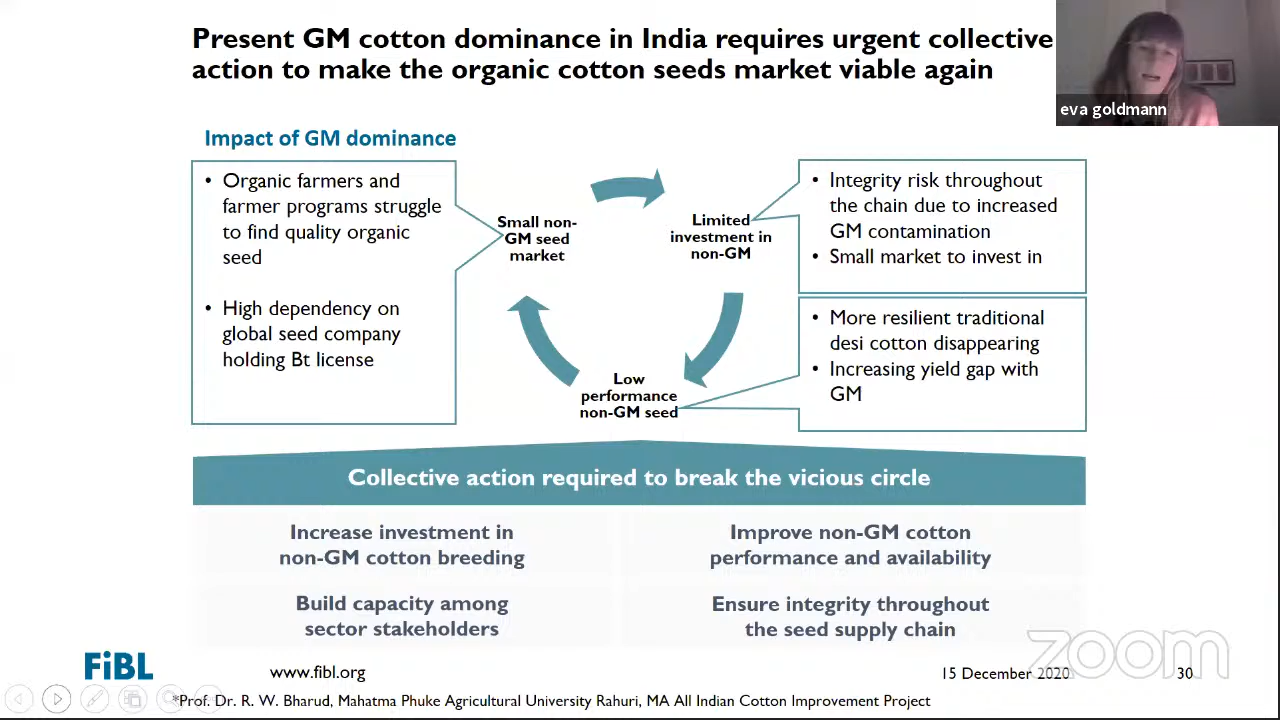 Present GM cotton dominance in India requires urgent collective
action to make the organic cotton seeds market viable again
eva goldmann
Impact of GM dominance
• Organic farmers and
farmer programs struggle
to find quality organic
seed
• High dependency on
global seed company
holding Bt license
Small non-
GM seed
market
Limited
investment in
non-GM
• Integrity risk throughout
the chain due to increased
GM contamination
• Small market to invest in
Low
performance
non-GM seed
• More resilient traditional
desi cotton disappearing
• Increasing yield gap with
GM
Collective action required to break the vicious circle
Increase investment in
non-GM cotton breeding
Improve non-GM cotton
performance and availability
Build capacity among
sector stakeholders
Ensure integrity throughout
the seed supply chain
zoom
FiBL
www.fibl.org
15 December 2020
30
*Prof. Dr. R. W. Bharud, Mahatma Phuke Agricultural University Rahuri, MA All Indian Cotton Improvement Project